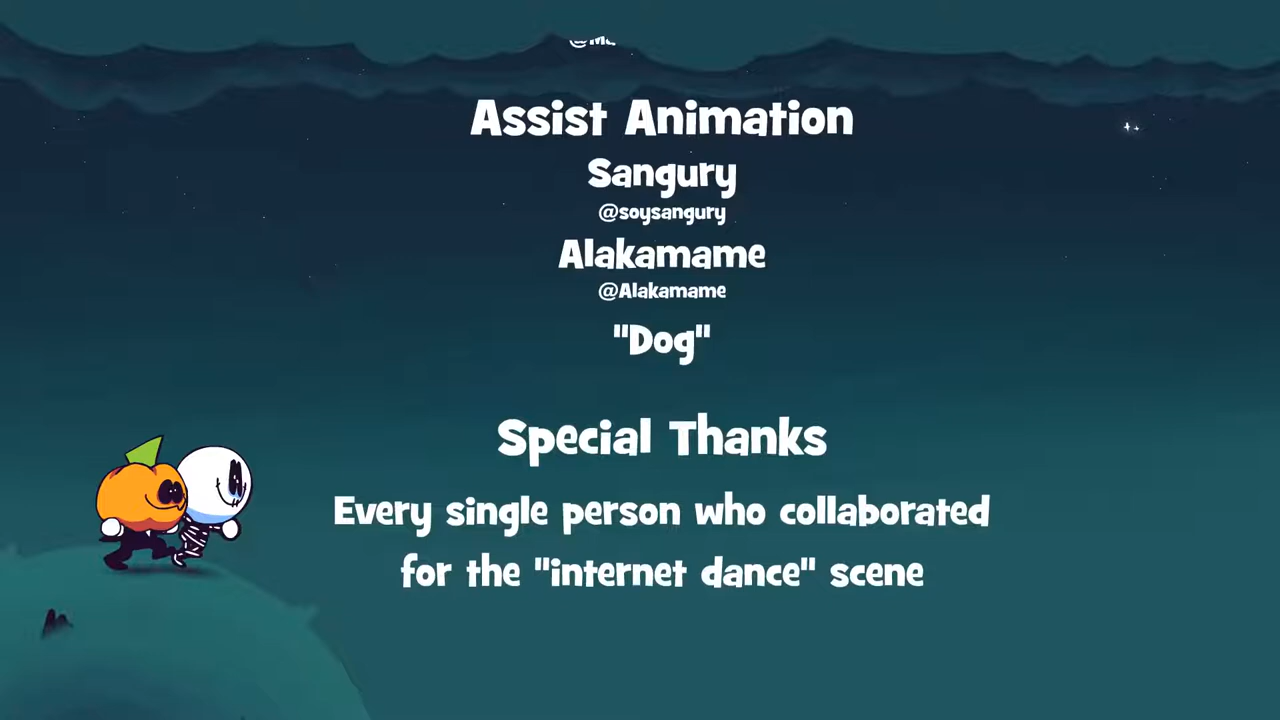 Assist Animation
Sangury
@soysangury
Alakamame
@Alakamame
"Dog"
Special Thanks
Every single person who collaborated
for the "internet dance" scene